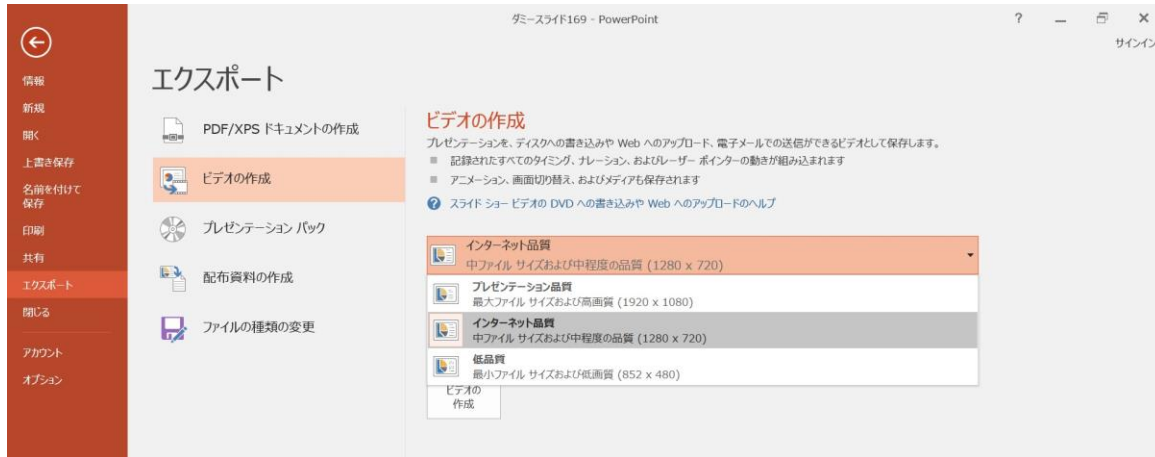 ダミースライド169 - PowerPoint
?
サインイン
情報
新規
開く
上書き保存
名前を付けて
保存
印刷
共有
エクスポート
閉じる
アカウント
オプション
エクスポート
PDF/XPS ドキュメントの作成
ビデオの作成
プレゼンテーション パック
配布資料の作成
ファイルの種類の変更
ビデオの作成
プレゼンテーションを、ディスクへの書き込みや Web へのアップロード、電子メールでの送信ができるビデオとして保存します。
記録されたすべてのタイミング、ナレーション、およびレーザー ポインターの動きが組み込まれます
アニメーション、画面切り替え、およびメディアも保存されます
スライド ショー ビデオの DVD への書き込みや Web へのアップロードのヘルプ
インターネット品質
中ファイル サイズおよび中程度の品質 (1280 x 720)
プレゼンテーション品質
最大ファイル サイズおよび高画質 (1920 x 1080)
インターネット品質
中ファイル サイズおよび中程度の品質 (1280 x 720)
低品質
最小ファイル サイズおよび低画質 (852 x 480)
ビデオの
作成